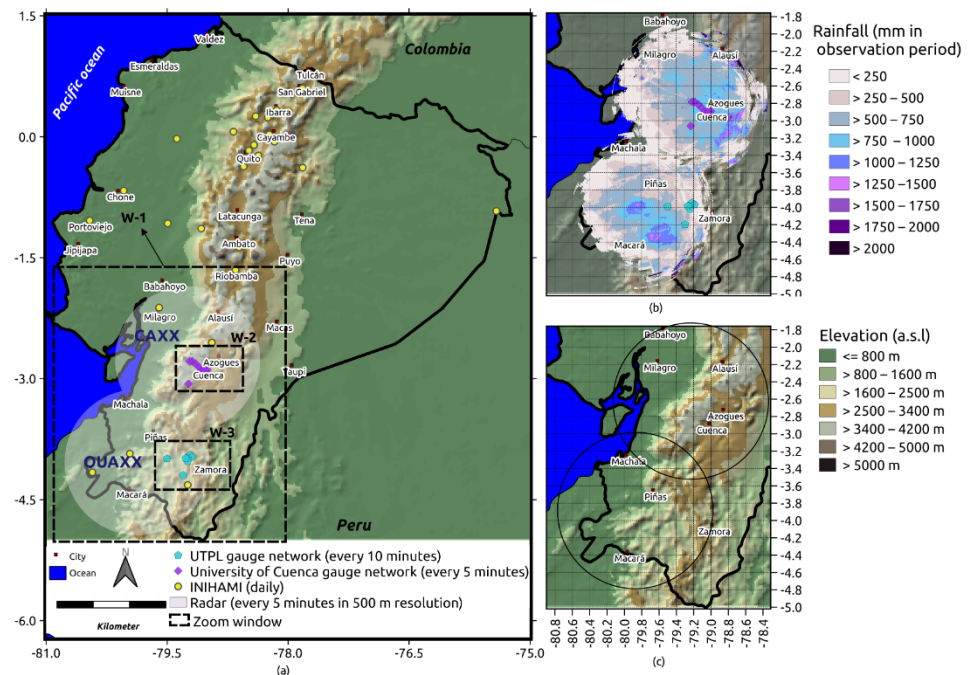 1.5
0.0
-1.5
-3.0
-4.5
-6.0
-81.0
-79.5
-78.0
-76.5
-75.0
Pacific ocean
Colombia
Peru
Valdez
Esmeraldas
Muisne
Tulcán
San Gabriel
Ibarra
Cayambe
Quito
Chone
Portoviejo
W-1
Jipijapa
Latacunga
Tena
Ambato
Puyo
Riobamba
Babahoyo
Milagro
Alausí
Macas
CAXX
W-2
Azogues
Cuenca
Taupi
Machala
GUAXX
Piñas
W-3
Zamora
Macará
City
Ocean
N
Kilometer
UTPL gauge network (every 10 minutes)
University of Cuenca gauge network (every 5 minutes)
INIHAMI (daily)
Radar (every 5 minutes in 500 m resolution)
Zoom window
(a)
Babahoyo
Milagro
Alausí
Azogues
Cuenca
Machala
Piñas
Zamora
Macará
-1.8
-2.0
-2.2
-2.4
-2.6
-2.8
-3.0
-3.2
-3.4
-3.6
-3.8
-4.0
-4.2
-4.4
-4.6
-4.8
-5.0
(b)
Rainfall (mm in
observation period)
< 250
> 250 – 500
> 500 – 750
> 750 – 1000
> 1000 – 1250
> 1250 –1500
> 1500 – 1750
> 1750 – 2000
> 2000
Babahoyo
Milagro
Alausí
Azogues
Cuenca
Machala
Piñas
Zamora
Macará
-1.8
-2.0
-2.2
-2.4
-2.6
-2.8
-3.0
-3.2
-3.4
-3.6
-3.8
-4.0
-4.2
-4.4
-4.6
-4.8
-5.0
-80.8
-80.6
-80.4
-80.2
-80.0
-79.8
-79.6
-79.4
-79.2
-79.0
-78.8
-78.6
-78.4
(c)
Elevation (a.s.l)
<= 800 m
> 800 – 1600 m
> 1600 – 2500 m
> 2500 – 3400 m
> 3400 – 4200 m
> 4200 – 5000 m
> 5000 m